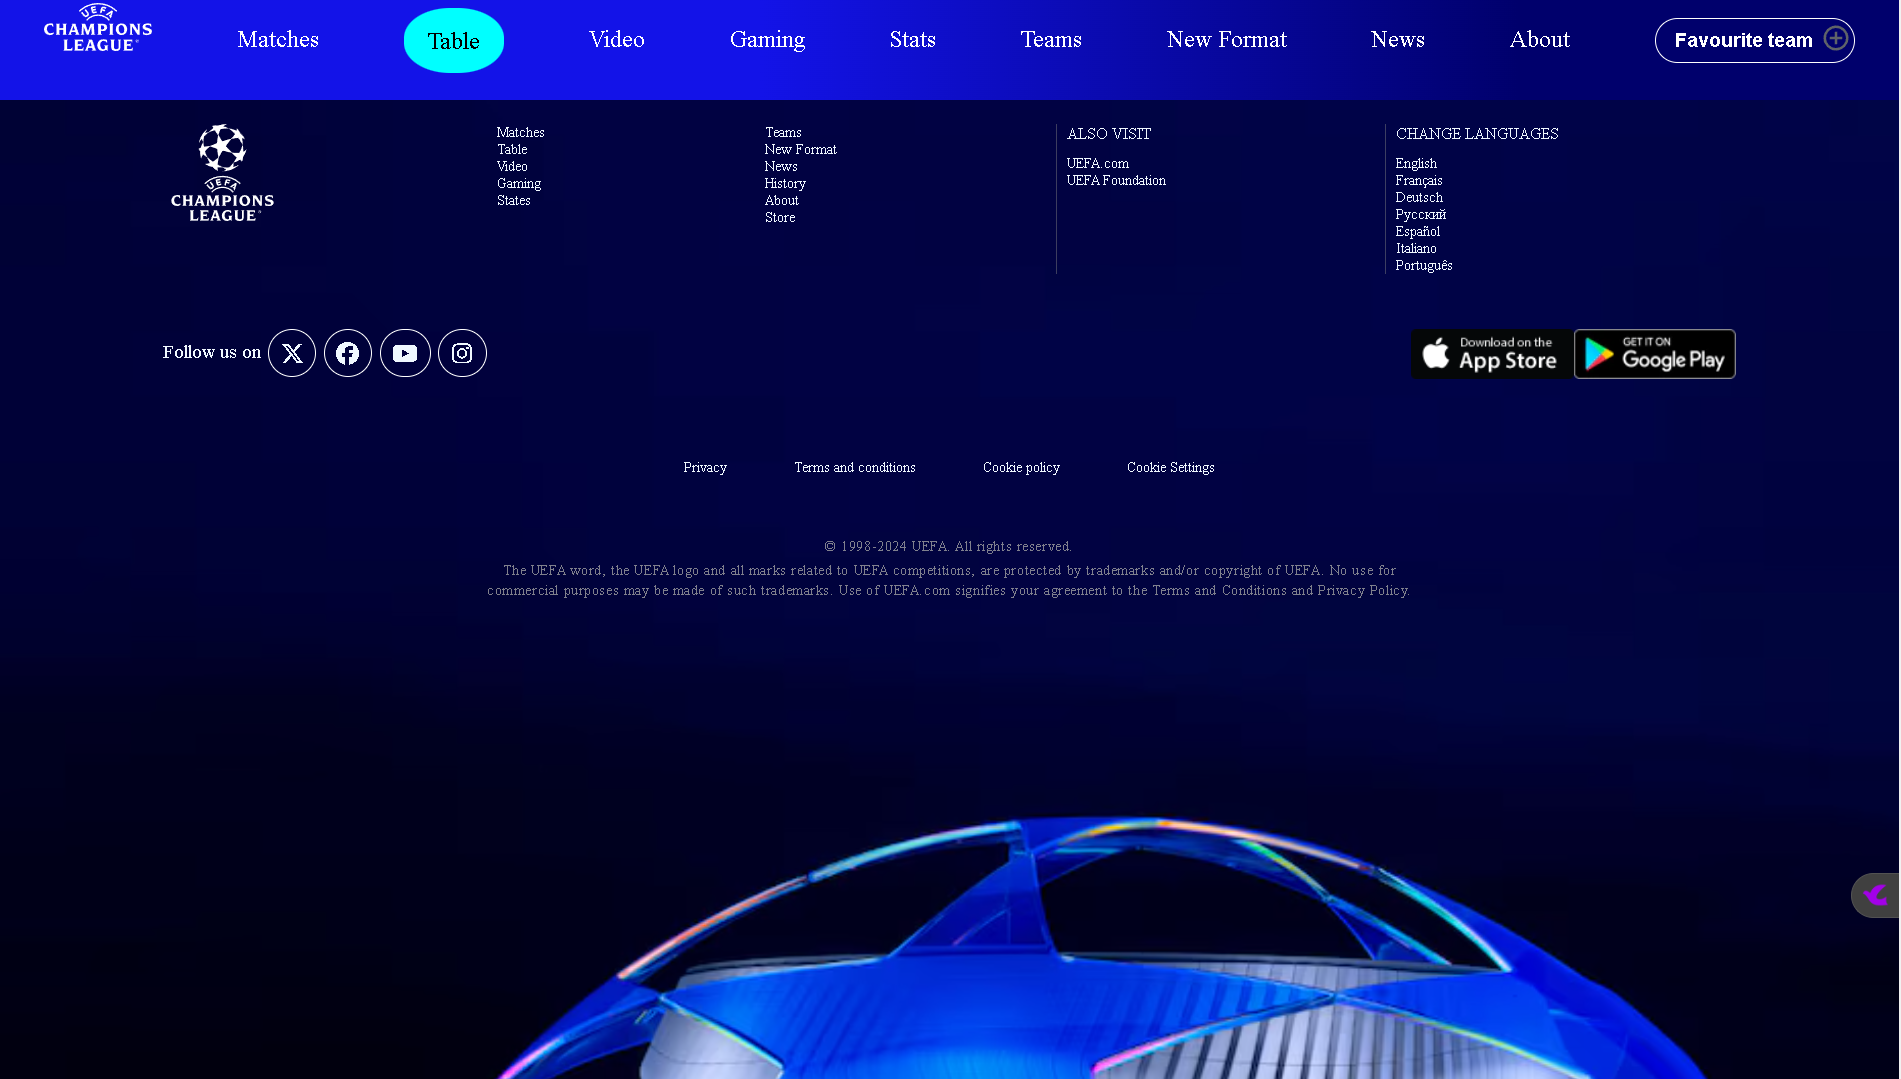 UEFA
CHAMPIONS
LEAGUE
Matches
Table
Video
Gaming
Stats
Teams
New Format
News
About
Favourite team
UEFA
CHAMPIONS
LEAGUE
Matches
Table
Video
Gaming
States
Teams
New Format
News
History
About
Store
ALSO VISIT
UEFA.com
UEFA Foundation
CHANGE LANGUAGES
English
Français
Deutsch
Русский
Español
Italiano
Português
Follow us on
Download on the
App Store
GET IT ON
Google Play
Privacy
Terms and conditions
Cookie policy
Cookie Settings
© 1998-2024 UEFA. All rights reserved.
The UEFA word, the UEFA logo and all marks related to UEFA competitions, are protected by trademarks and/or copyright of UEFA. No use for
commercial purposes may be made of such trademarks. Use of UEFA.com signifies your agreement to the Terms and Conditions and Privacy Policy.